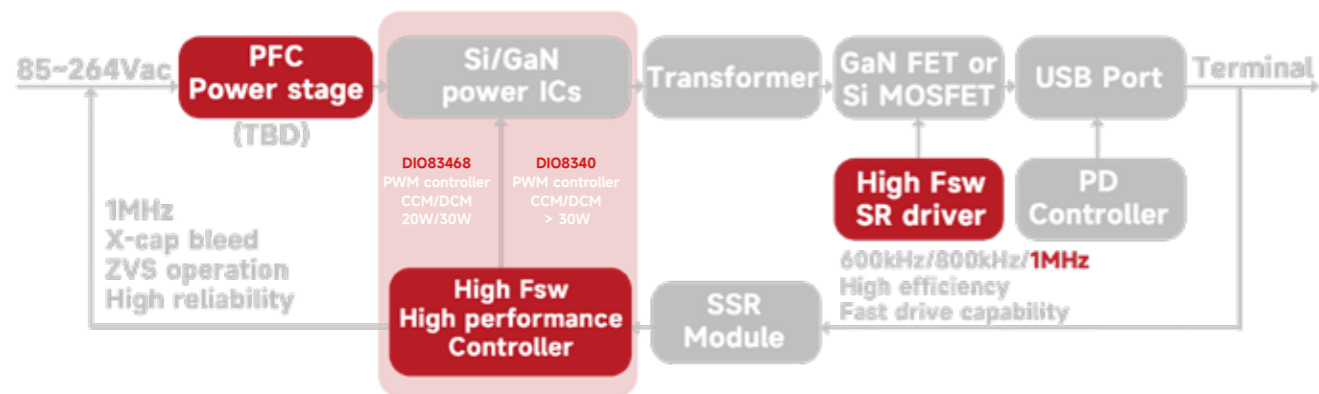 85~264Vac
PFC
Power stage
(TBD)
Si/GaN
power ICs
Transformer
GaN FET or
Si MOSFET
USB Port
Terminal
DIO83468
PWM controller
CCM/DCM
20W/30W
DIO8340
PWM controller
CCM/DCM
> 30W
High Fsw
SR driver
PD
Controller
600kHz/800kHz/1MHz
High efficiency
Fast drive capability
1MHz
X-cap bleed
ZVS operation
High reliability
High Fsw
High performance
Controller
SSR
Module